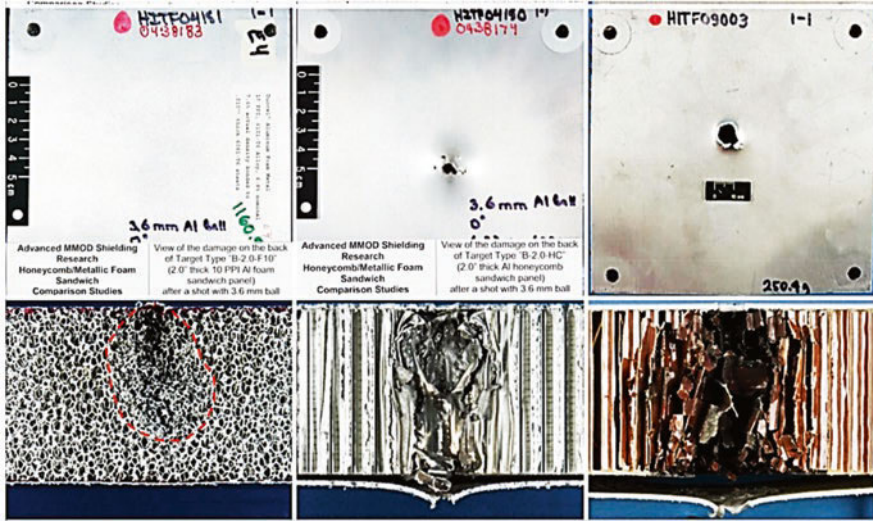 Comparison Studies
HITF04181 1-1
0438183
0 1 2 3 4 5cm
3.6 mm Al Ball
0°
Advanced MMOD Shielding
Research
Honeycomb/Metallic Foam
Sandwich
Comparison Studies
View of the damage on the back
of Target Type "B-2.0-F10"
(2.0" thick 10 PPI Al foam
sandwich panel)
after a shot with 3.6 mm ball
HITF04180
0438174
0 1 2 3 4 5cm
3.6 mm Al Ball
0°
Advanced MMOD Shielding
Research
Honeycomb/Metallic Foam
Sandwich
Comparison Studies
View of the damage on the back
of Target Type "B-2.0-HC"
(2.0" thick Al honeycomb
sandwich panel)
after a shot with 3.6 mm ball
HITF09003 1-1
250.4g